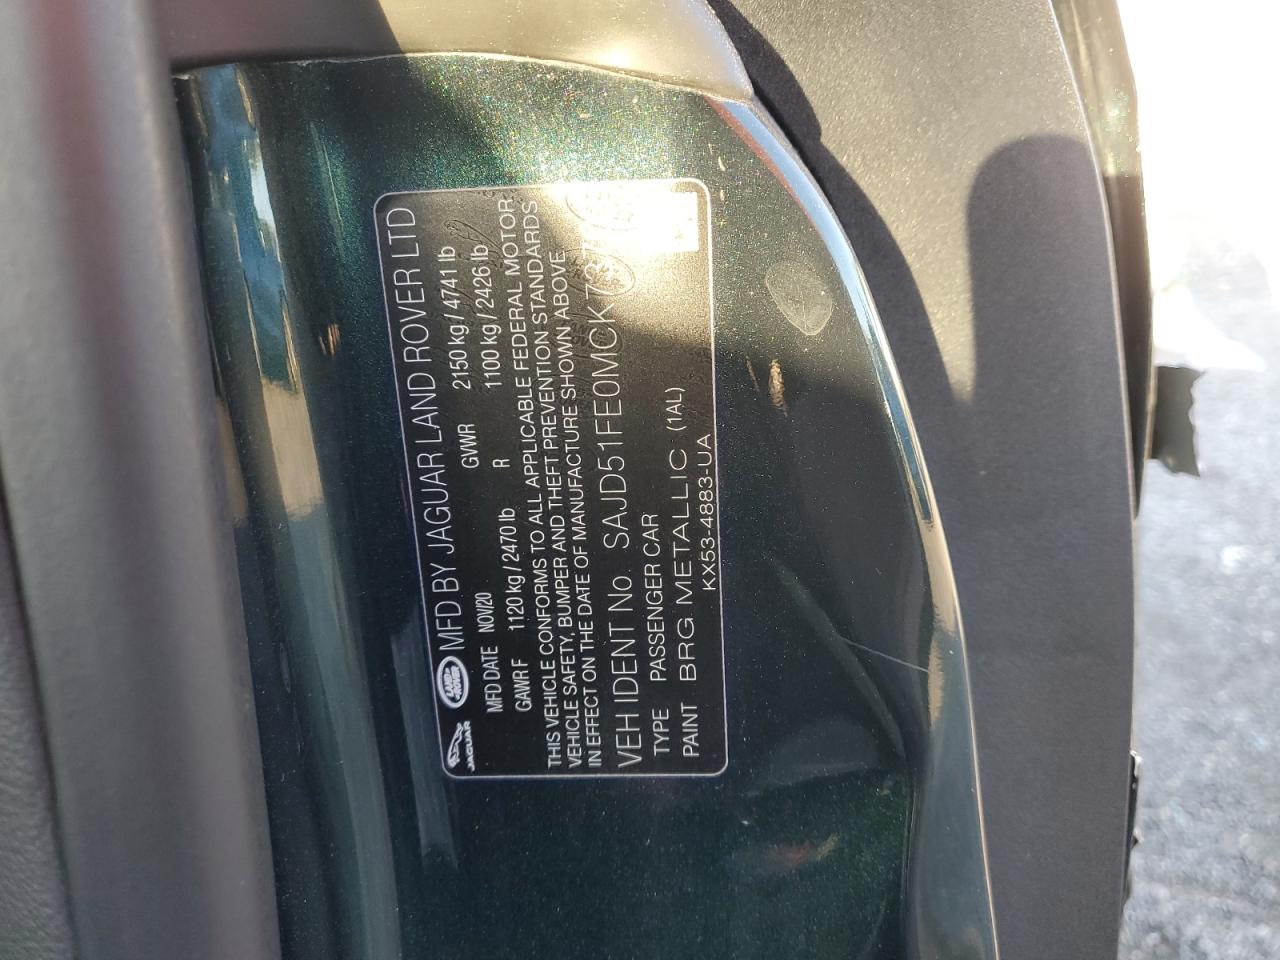 JAGUAR LAND ROVER MFD BY JAGUAR LAND ROVER LTD
MFD DATE NOV/20 GVWR 2150 kg / 4741 lb
GAWR F 1120 kg / 2470 lb R 1100 kg / 2426 lb
THIS VEHICLE CONFORMS TO ALL APPLICABLE FEDERAL MOTOR
VEHICLE SAFETY, BUMPER AND THEFT PREVENTION STANDARDS
IN EFFECT ON THE DATE OF MANUFACTURE SHOWN ABOVE
VEH IDENT No.
TYPE PASSENGER CAR
PAINT BRG METALLIC (1AL)
KX53-4883-UA